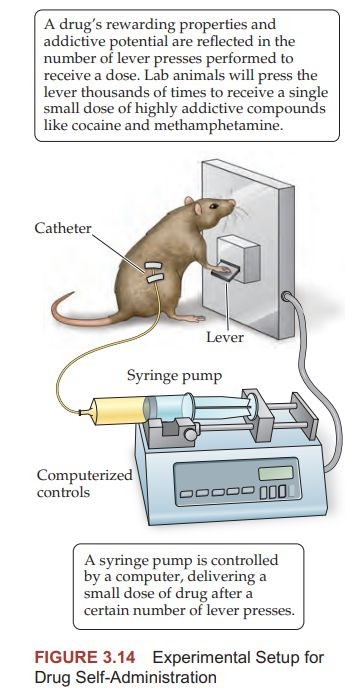 A drug’s rewarding properties and
addictive potential are reflected in the
number of lever presses performed to
receive a dose. Lab animals will press the
lever thousands of times to receive a single
small dose of highly addictive compounds
like cocaine and methamphetamine.
Catheter
Lever
Syringe pump
Computerized
controls
A syringe pump is controlled
by a computer, delivering a
small dose of drug after a
certain number of lever presses.
FIGURE 3.14 Experimental Setup for
Drug Self-Administration